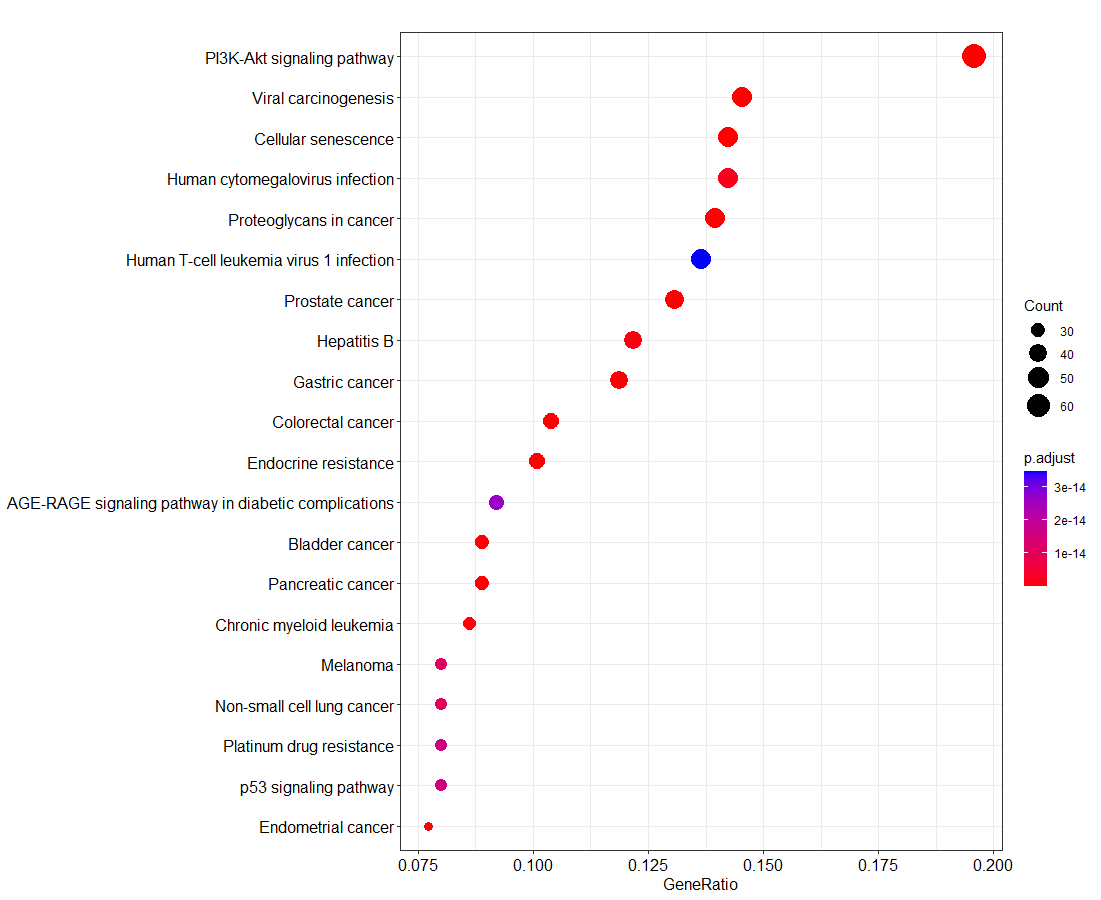 PI3K-Akt signaling pathway
Viral carcinogenesis
Cellular senescence
Human cytomegalovirus infection
Proteoglycans in cancer
Human T-cell leukemia virus 1 infection
Prostate cancer
Hepatitis B
Gastric cancer
Colorectal cancer
Endocrine resistance
AGE-RAGE signaling pathway in diabetic complications
Bladder cancer
Pancreatic cancer
Chronic myeloid leukemia
Melanoma
Non-small cell lung cancer
Platinum drug resistance
p53 signaling pathway
Endometrial cancer
0.075 0.100 0.125 0.150 0.175 0.200
GeneRatio
Count
30
40
50
60
p.adjust
3e-14
2e-14
1e-14